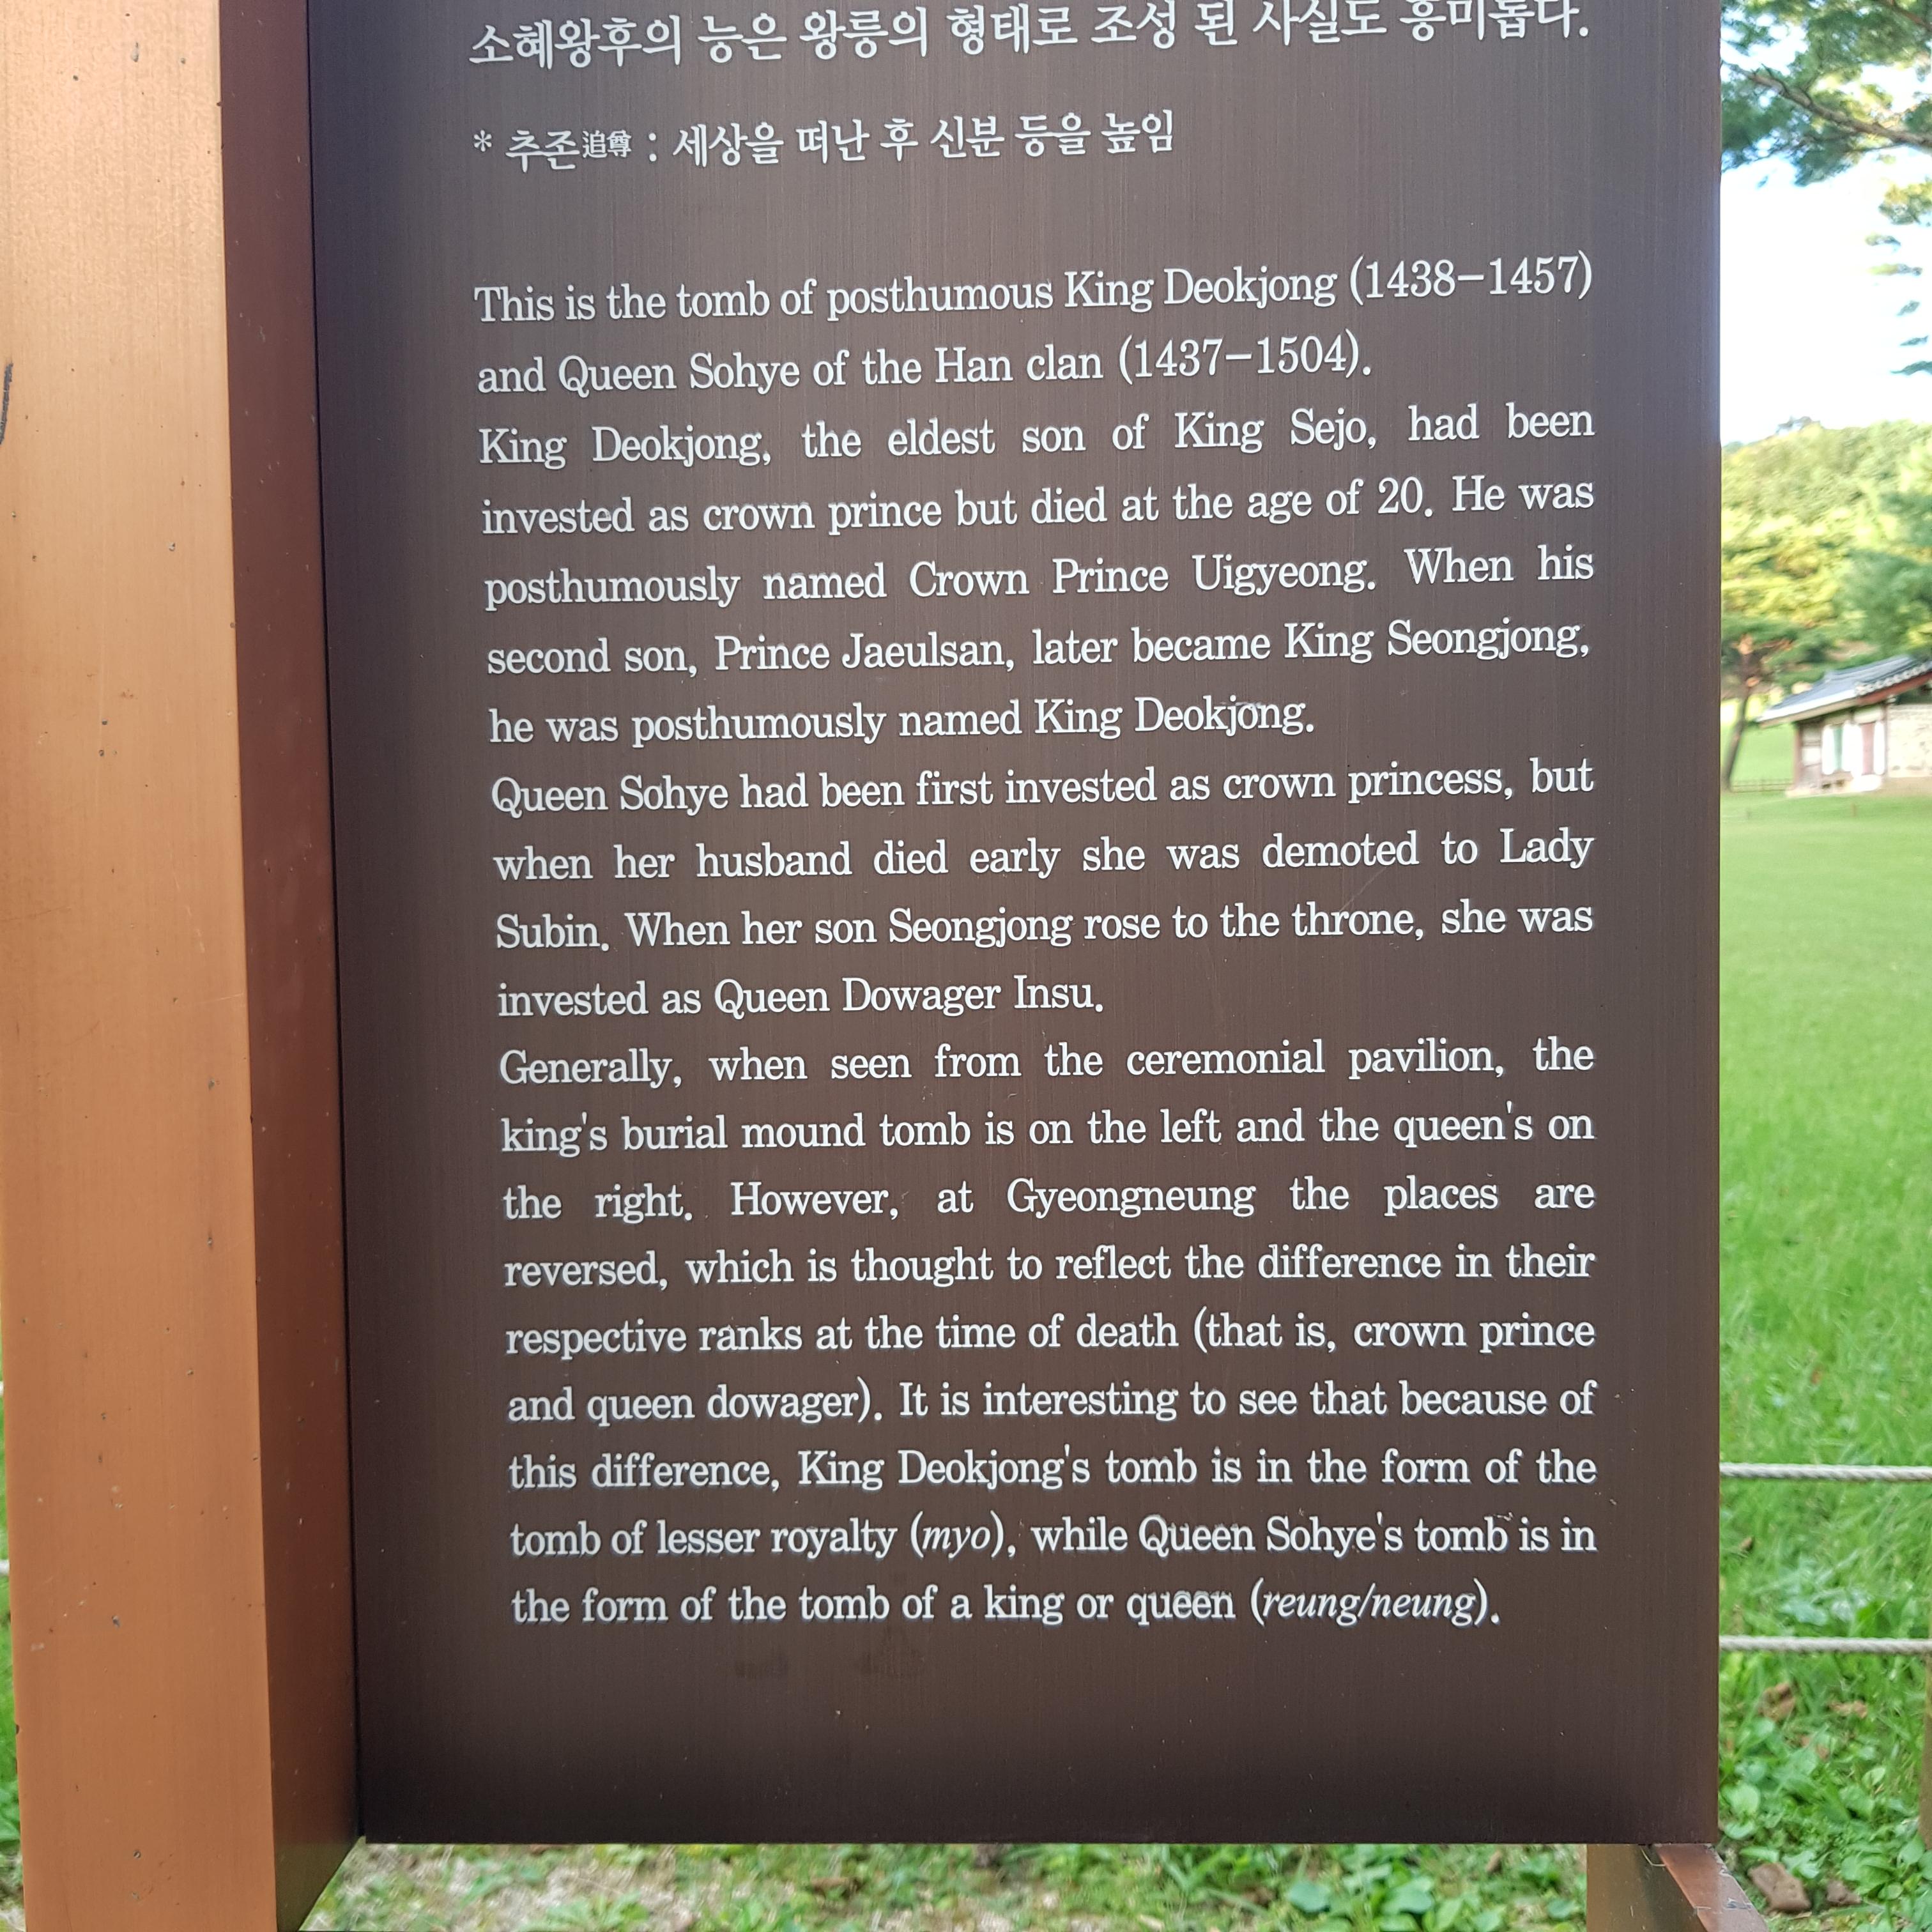 소혜왕후의 능은 왕릉의 형태로 조성 된 사실도 흥미롭다.
* 추존追尊 : 세상을 떠난 후 신분 등을 높임
This is the tomb of posthumous King Deokjong (1438−1457)
and Queen Sohye of the Han clan (1437−1504).
King Deokjong, the eldest son of King Sejo, had been
invested as crown prince but died at the age of 20. He was
posthumously named Crown Prince Uigyeong. When his
second son, Prince Jaeulsan, later became King Seongjong,
he was posthumously named King Deokjong.
Queen Sohye had been first invested as crown princess, but
when her husband died early she was demoted to Lady
Subin. When her son Seongjong rose to the throne, she was
invested as Queen Dowager Insu.
Generally, when seen from the ceremonial pavilion, the
king's burial mound tomb is on the left and the queen's on
the right. However, at Gyeongneung the places are
reversed, which is thought to reflect the difference in their
respective ranks at the time of death (that is, crown prince
and queen dowager). It is interesting to see that because of
this difference, King Deokjong's tomb is in the form of the
tomb of lesser royalty (myo), while Queen Sohye's tomb is in
the form of the tomb of a king or queen (reung/neung).